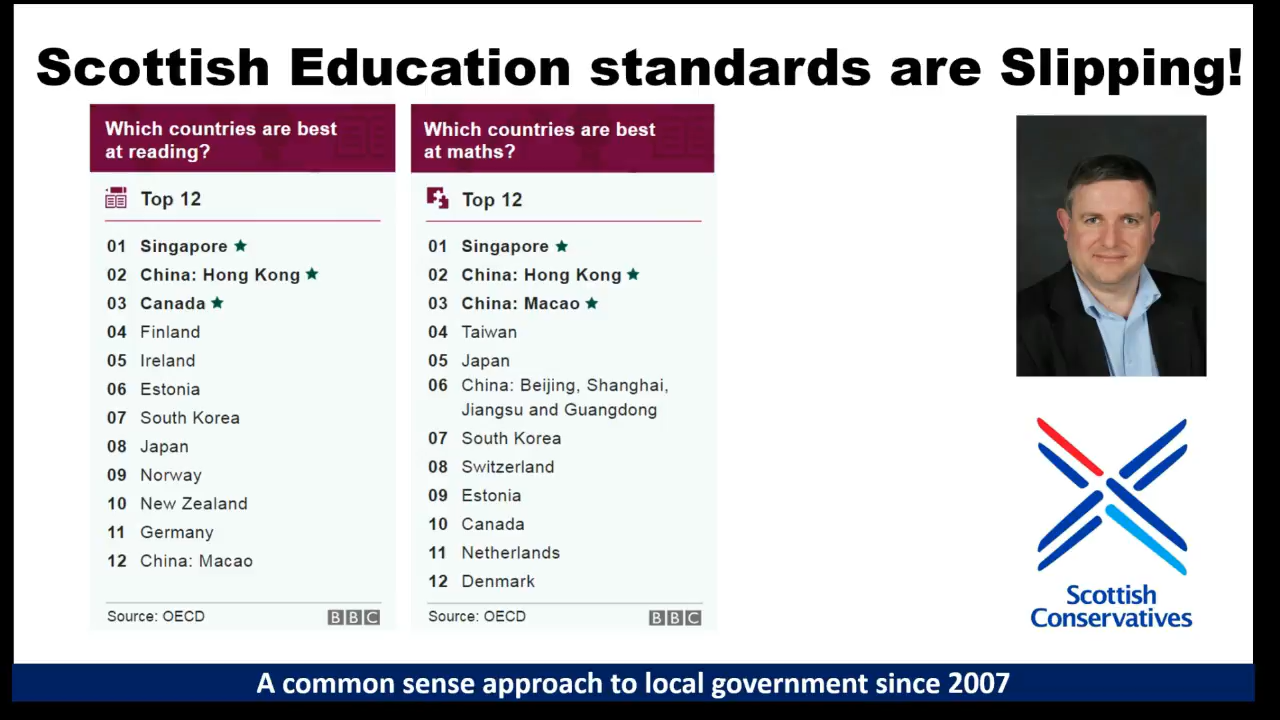 Scottish Education standards are Slipping!
Which countries are best
at reading?
Top 12
01 Singapore ★
02 China: Hong Kong ★
03 Canada ★
04 Finland
05 Ireland
06 Estonia
07 South Korea
08 Japan
09 Norway
10 New Zealand
11 Germany
12 China: Macao
Source: OECD
BBC
Which countries are best
at maths?
Top 12
01 Singapore ★
02 China: Hong Kong ★
03 China: Macao ★
04 Taiwan
05 Japan
06 China: Beijing, Shanghai,
Jiangsu and Guangdong
07 South Korea
08 Switzerland
09 Estonia
10 Canada
11 Netherlands
12 Denmark
Source: OECD
BBC
Scottish
Conservatives
A common sense approach to local government since 2007